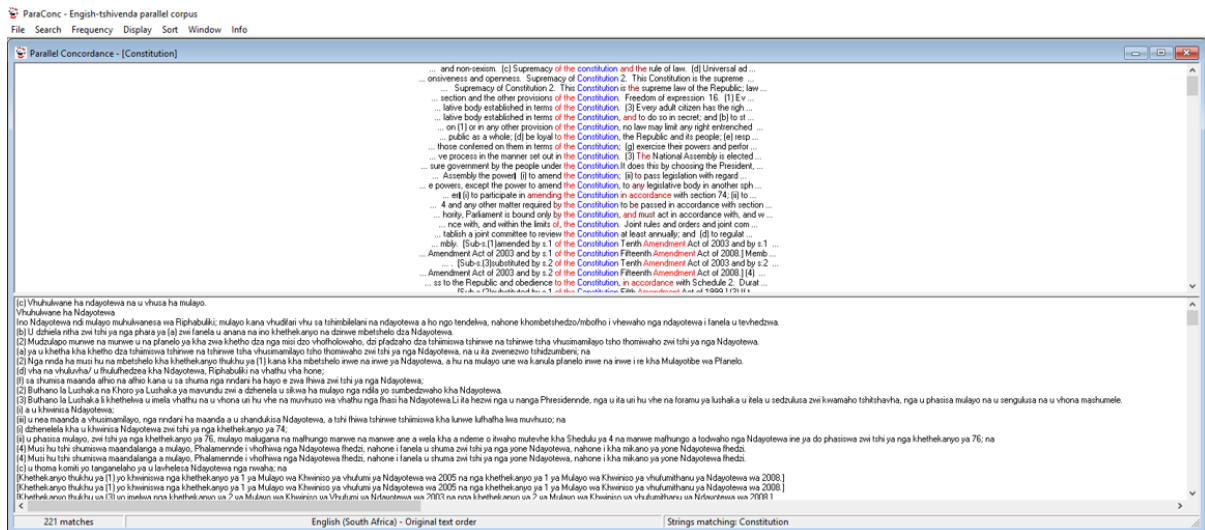 ParaConc - Engish-tshivenda parallel corpus
File Search Frequency Display Sort Window Info
Parallel Concordance - [Constitution]
... and non-sexism. (c) Supremacy of the constitution and the rule of law. (d) Universal ad ...
... onsiveness and openness. Supremacy of Constitution 2. This Constitution is the supreme ...
... Supremacy of Constitution 2. This Constitution is the supreme law of the Republic; law ...
... section and the other provisions of the Constitution. Freedom of expression 16. (1) Ev ...
... lative body established in terms of the Constitution. (3) Every adult citizen has the righ ...
... lative body established in terms of the Constitution, and to do so in secret; and (b) to st ...
... on (1) or in any other provision of the Constitution, no law may limit any right entrenched ...
... public as a whole; (d) be loyal to the Constitution, the Republic and its people; (e) resp ...
... those conferred on them in terms of the Constitution; (g) exercise their powers and perfor ...
... ve process in the manner set out in the Constitution. (3) The National Assembly is elected ...
... sure government by the people under the Constitution.It does this by choosing the President, ...
... Assembly the power (i) to amend the Constitution; (ii) to pass legislation with regard ...
... e powers, except the power to amend the Constitution, to any legislative body in another sph ...
... er (i) to participate in amending the Constitution in accordance with section 74; (ii) to ...
... 4 and any other matter required by the Constitution to be passed in accordance with section ...
... hority, Parliament is bound only by the Constitution, and must act in accordance with, and w ...
... nce with, and within the limits of, the Constitution. Joint rules and orders and joint com ...
... tablish a joint committee to review the Constitution at least annually; and (d) to regulat ...
... mbly. [Sub-s.(1)amended by s.1 of the Constitution Tenth Amendment Act of 2003 and by s.1 ...
... Amendment Act of 2003 and by s.1 of the Constitution Fifteenth Amendment Act of 2008.] Memb ...
... . [Sub-s.(3)substituted by s.2 of the Constitution Tenth Amendment Act of 2003 and by s.2 ...
... Amendment Act of 2003 and by s.2 of the Constitution Fifteenth Amendment Act of 2008.] (4) ...
... ss to the Republic and obedience to the Constitution, in accordance with Schedule 2. Durat ...
(c) Vhuhulwane ha ndayotewa na u vhusa ha mulayo.
Vhuhulwane ha Ndayotewa
Ino Ndayotewa ndi mulayo muhulwanesa wa Riphabuliki; mulayo kana vhudifari vhu sa tshimbilelani na ndayotewa a ho ngo tendelwa, nahone khombetshedzo/mbofho i vhewaho nga ndayotewa i fanela u tevhedzwa.
(b) U dzhiela ntha zwi tshi ya nga phara ya (a) zwi fanela u anana na ino khethekanyo na dzinwe mbetshelo dza Ndayotewa.
(2) Mudzulapo munwe na munwe u na pfanelo ya kha zwa khetho dza nga misi dzo vhofholowaho, dzi pfadzaho dza tshiimiswa tshinwe na tshinwe tsha vhusimamilayo tsho thomiwaho zwi tshi ya nga Ndayotewa.
(a) ya u khetha kha khetho dza tshiimiswa tshinwe na tshinwe tsha vhusimamilayo tsho thomiwaho zwi tshi ya nga Ndayotewa, na u ita zwenezwo tshidzumbeni; na
(2) Nga nnda ha musi hu na mbetshelo kha khethekanyo thukhu ya (1) kana kha mbetshelo inwe na inwe ya Ndayotewa, a hu na mulayo une wa kanula pfanelo inwe na inwe i re kha Mulayotibe wa Pfanelo.
(d) vha na vhuluvha/ u fhulufhedzea kha Ndayotewa, Riphabuliki na vhathu vha hone;
(f) sa shumisa maanda afhio na afhio kana u sa shuma nga nndani ha hayo e zwa fhiwa zwi tshi ya nga Ndayotewa;
(2) Buthano la Lushaka na Khoro ya Lushaka ya mavundu zwi a dzhenela u sikwa ha mulayo nga ndila yo sumbedzwaho kha Ndayotewa.
(3) Buthano la Lushaka li khethelwa u imela vhathu na u vhona uri hu vhe na muvhuso wa vhathu nga fhasi ha Ndayotewa.Li ita hezwi nga u nanga Phresidennde, nga u ita uri hu vhe na foramu ya lushaka u itela u sedzulusa zwi kwamaho tshitshavha, nga u phasisa mulayo na u sengulusa na u vhona mashumele.
(i) a u khwinisa Ndayotewa;
(iii) u nea maanda a vhusimamilayo, nga nndani ha maanda a u shandukisa Ndayotewa, a tshi fhiwa tshinwe tshiimiswa kha lunwe lufhatha lwa muvhuso; na
(i) dzhenelela kha u khwinisa Ndayotewa zwi tshi ya nga khethekanyo ya 74;
(ii) u phasisa mulayo, zwi tshi ya nga khethekanyo ya 76, mulayo malugana na mafhungo manwe na manwe ane a wela kha a ndeme o itwaho mutevhe kha Shedulu ya 4 na manwe mafhungo a todwaho nga Ndayotewa ine ya do phasiswa zwi tshi ya nga khethekanyo ya 76; na
(4) Musi hu tshi shumiswa maandalanga a mulayo, Phalamennde i vhofhiwa nga Ndayotewa fhedzi, nahone i fanela u shuma zwi tshi ya nga yone Ndayotewa, nahone i kha mikano ya yone Ndayotewa fhedzi.
(4) Musi hu tshi shumiswa maandalanga a mulayo, Phalamennde i vhofhiwa nga Ndayotewa fhedzi, nahone i fanela u shuma zwi tshi ya nga yone Ndayotewa, nahone i kha mikano ya yone Ndayotewa fhedzi.
(c) u thoma komiti yo tanganelaho ya u lavhelesa Ndayotewa nga nwaha; na
[Khethekanyo thukhu ya (1) yo khwiniswa nga khethekanyo ya 1 ya Mulayo wa Khwiniso ya vhufumi ya Ndayotewa wa 2005 na nga khethekanyo ya 1 ya Mulayo wa Khwiniso ya vhufumithanu ya Ndayotewa wa 2008.]
[Khethekanyo thukhu ya (1) yo khwiniswa nga khethekanyo ya 1 ya Mulayo wa Khwiniso ya vhufumi ya Ndayotewa wa 2005 na nga khethekanyo ya 1 ya Mulayo wa Khwiniso ya vhufumithanu ya Ndayotewa wa 2008.]
221 matches
English (South Africa) - Original text order
Strings matching: Constitution